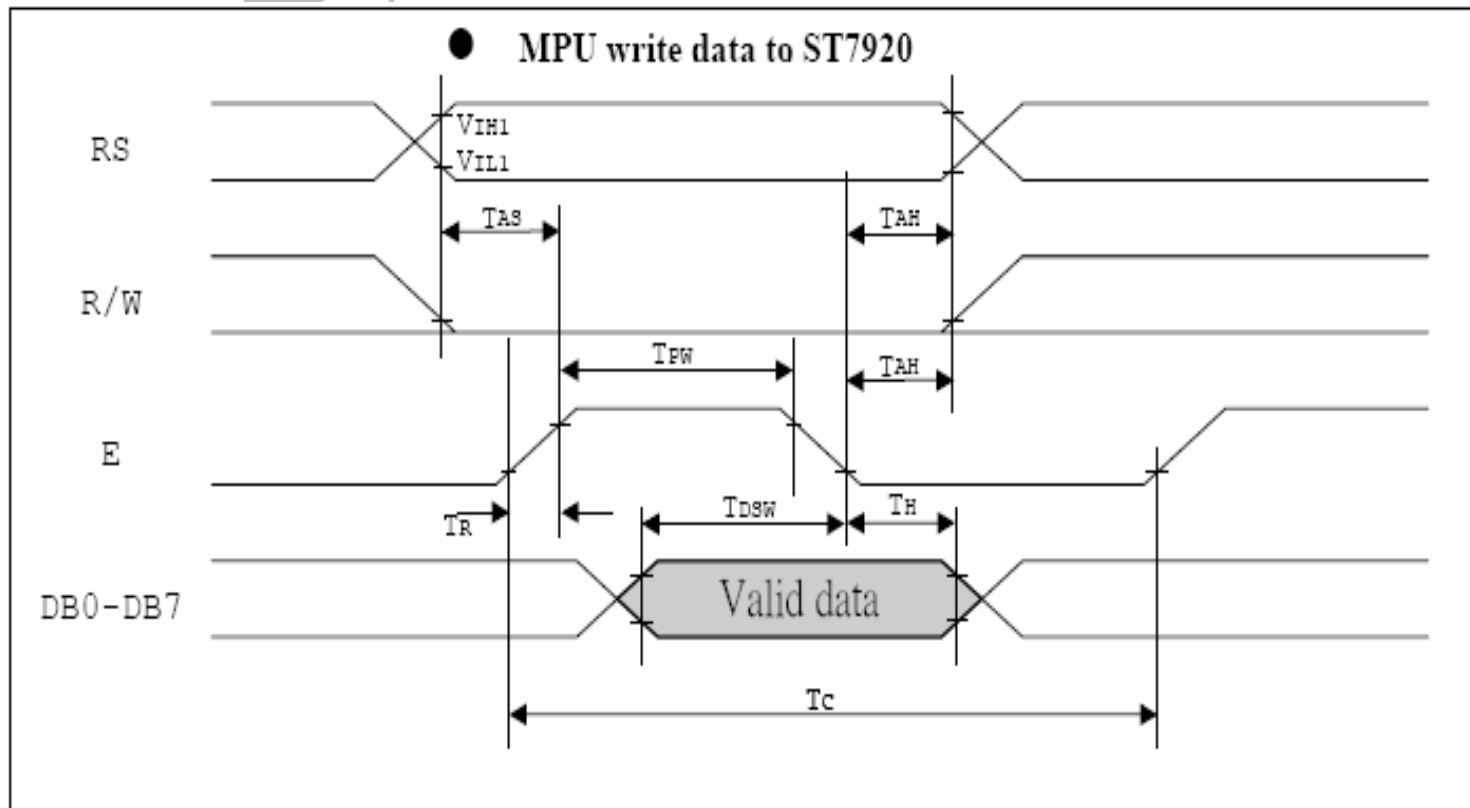 ● MPU write data to ST7920
RS
VIH1
VIL1
TAS
TAH
R/W
TPW
TAH
E
TR
TDSW
TH
DB0-DB7
Valid data
TC